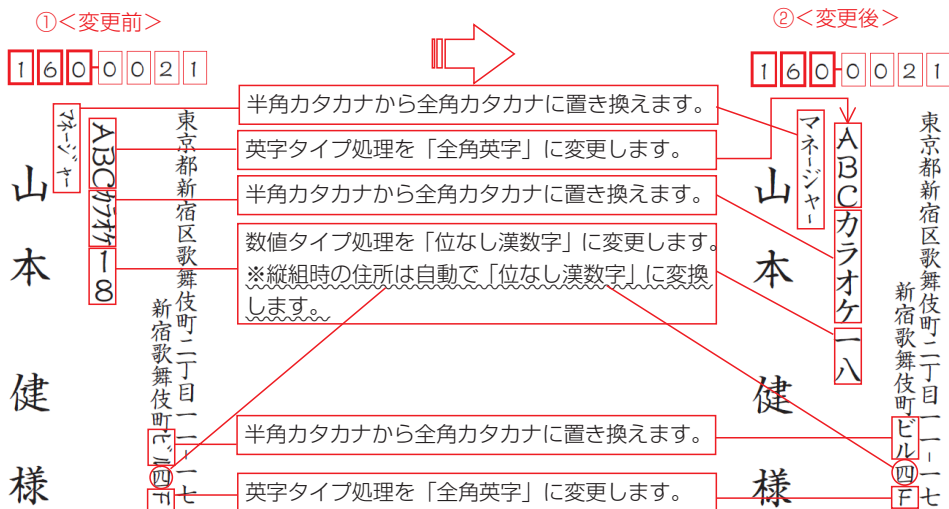 ①＜変更前＞
②＜変更後＞
160-0021
東京都新宿区歌舞伎町二丁目一一-一七
新宿歌舞伎町ﾋﾞﾙ四F
ABCｶﾗｵｹ18
ﾏﾈｰｼﾞｬｰ
山本 健 様
半角カタカナから全角カタカナに置き換えます。
英字タイプ処理を「全角英字」に変更します。
半角カタカナから全角カタカナに置き換えます。
数値タイプ処理を「位なし漢数字」に変更します。
※縦組時の住所は自動で「位なし漢数字」に変換
します。
半角カタカナから全角カタカナに置き換えます。
英字タイプ処理を「全角英字」に変更します。
160-0021
東京都新宿区歌舞伎町二丁目一一-一七
新宿歌舞伎町ビル四Ｆ
ＡＢＣカラオケ一八
マネージャー
山本 健 様